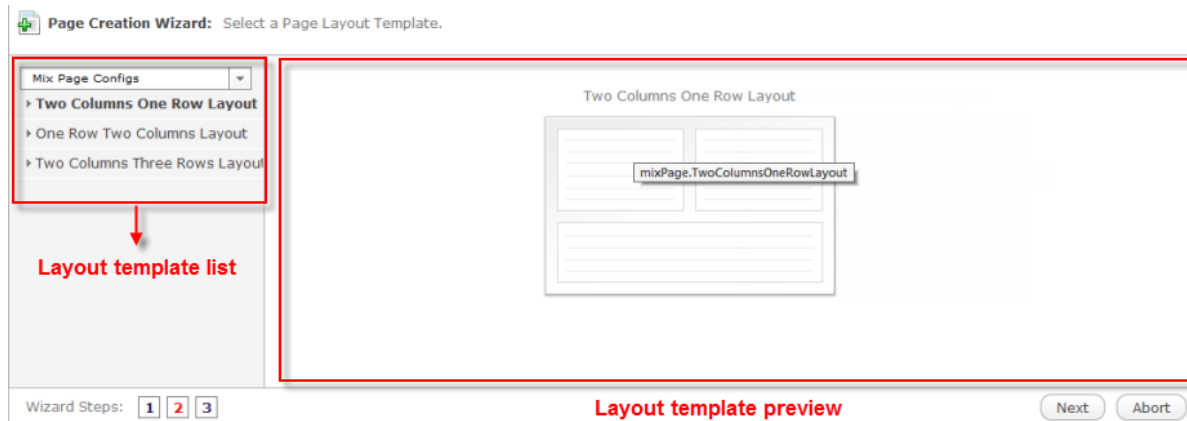 Page Creation Wizard: Select a Page Layout Template.
Mix Page Configs
Two Columns One Row Layout
One Row Two Columns Layout
Two Columns Three Rows Layout
Layout template list
Two Columns One Row Layout
mixPage.TwoColumnsOneRowLayout
Wizard Steps: 1 2 3
Layout template preview
Next Abort